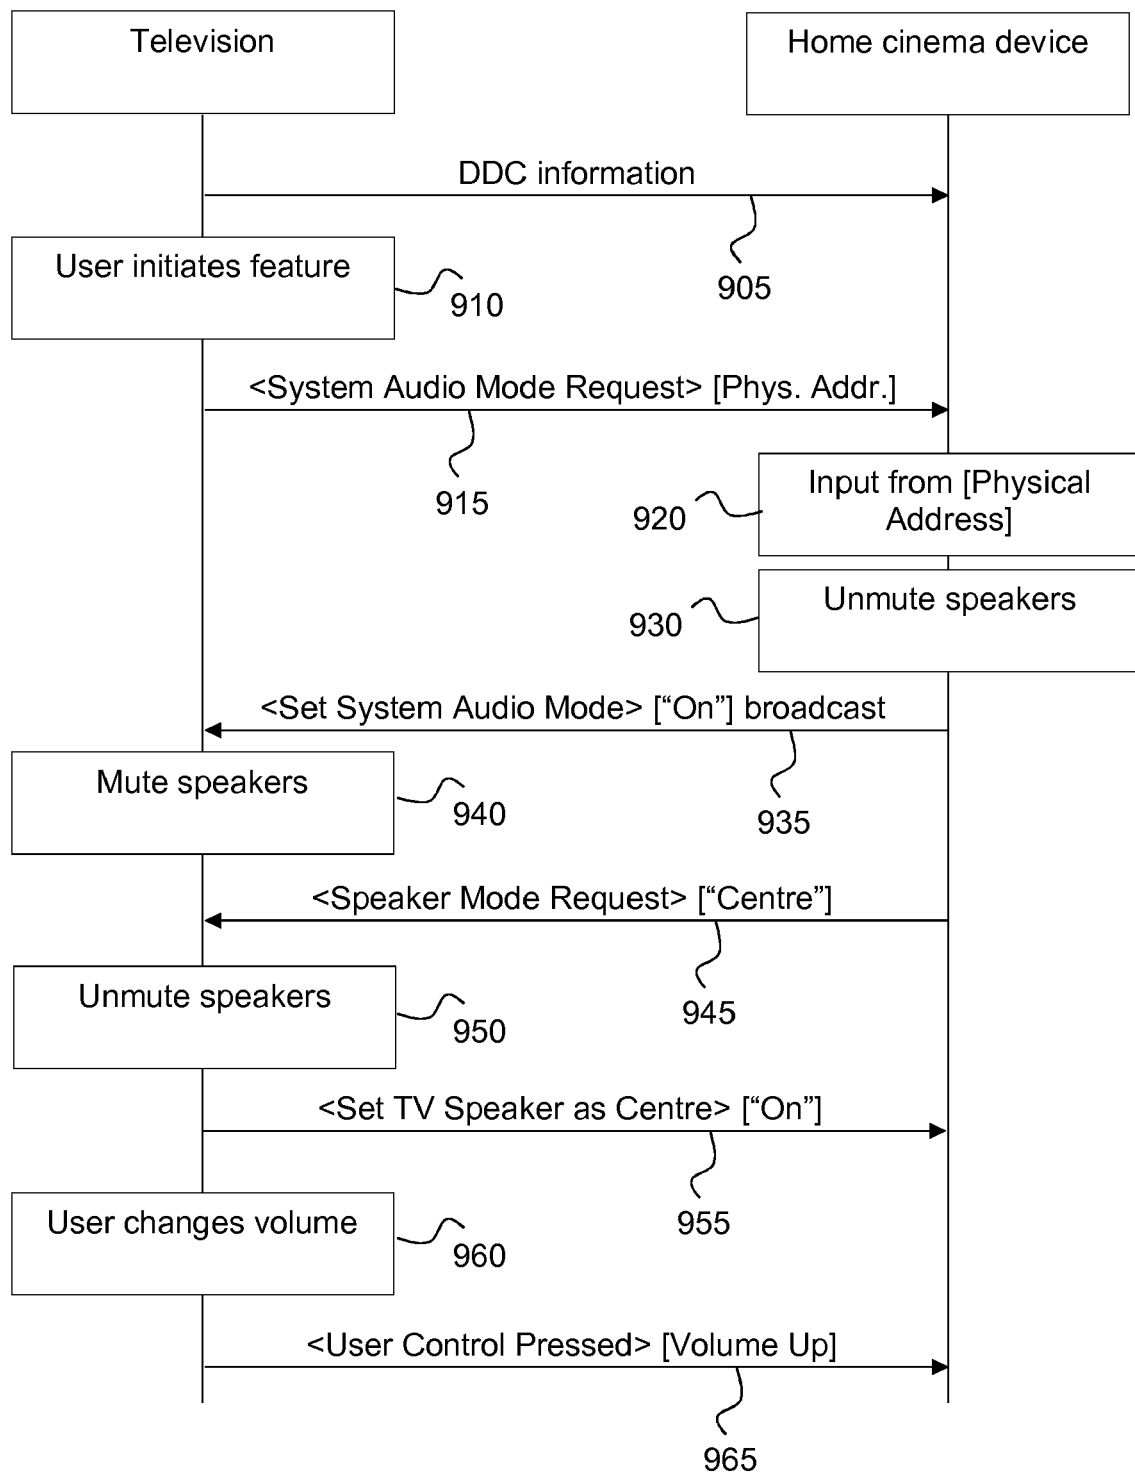 Television
Home cinema device
DDC information
905
User initiates feature
910
<System Audio Mode Request> [Phys. Addr.]
915
Input from [Physical
Address]
920
Unmute speakers
930
<Set System Audio Mode> [“On”] broadcast
935
Mute speakers
940
<Speaker Mode Request> [“Centre”]
945
Unmute speakers
950
<Set TV Speaker as Centre> [“On”]
955
User changes volume
960
<User Control Pressed> [Volume Up]
965